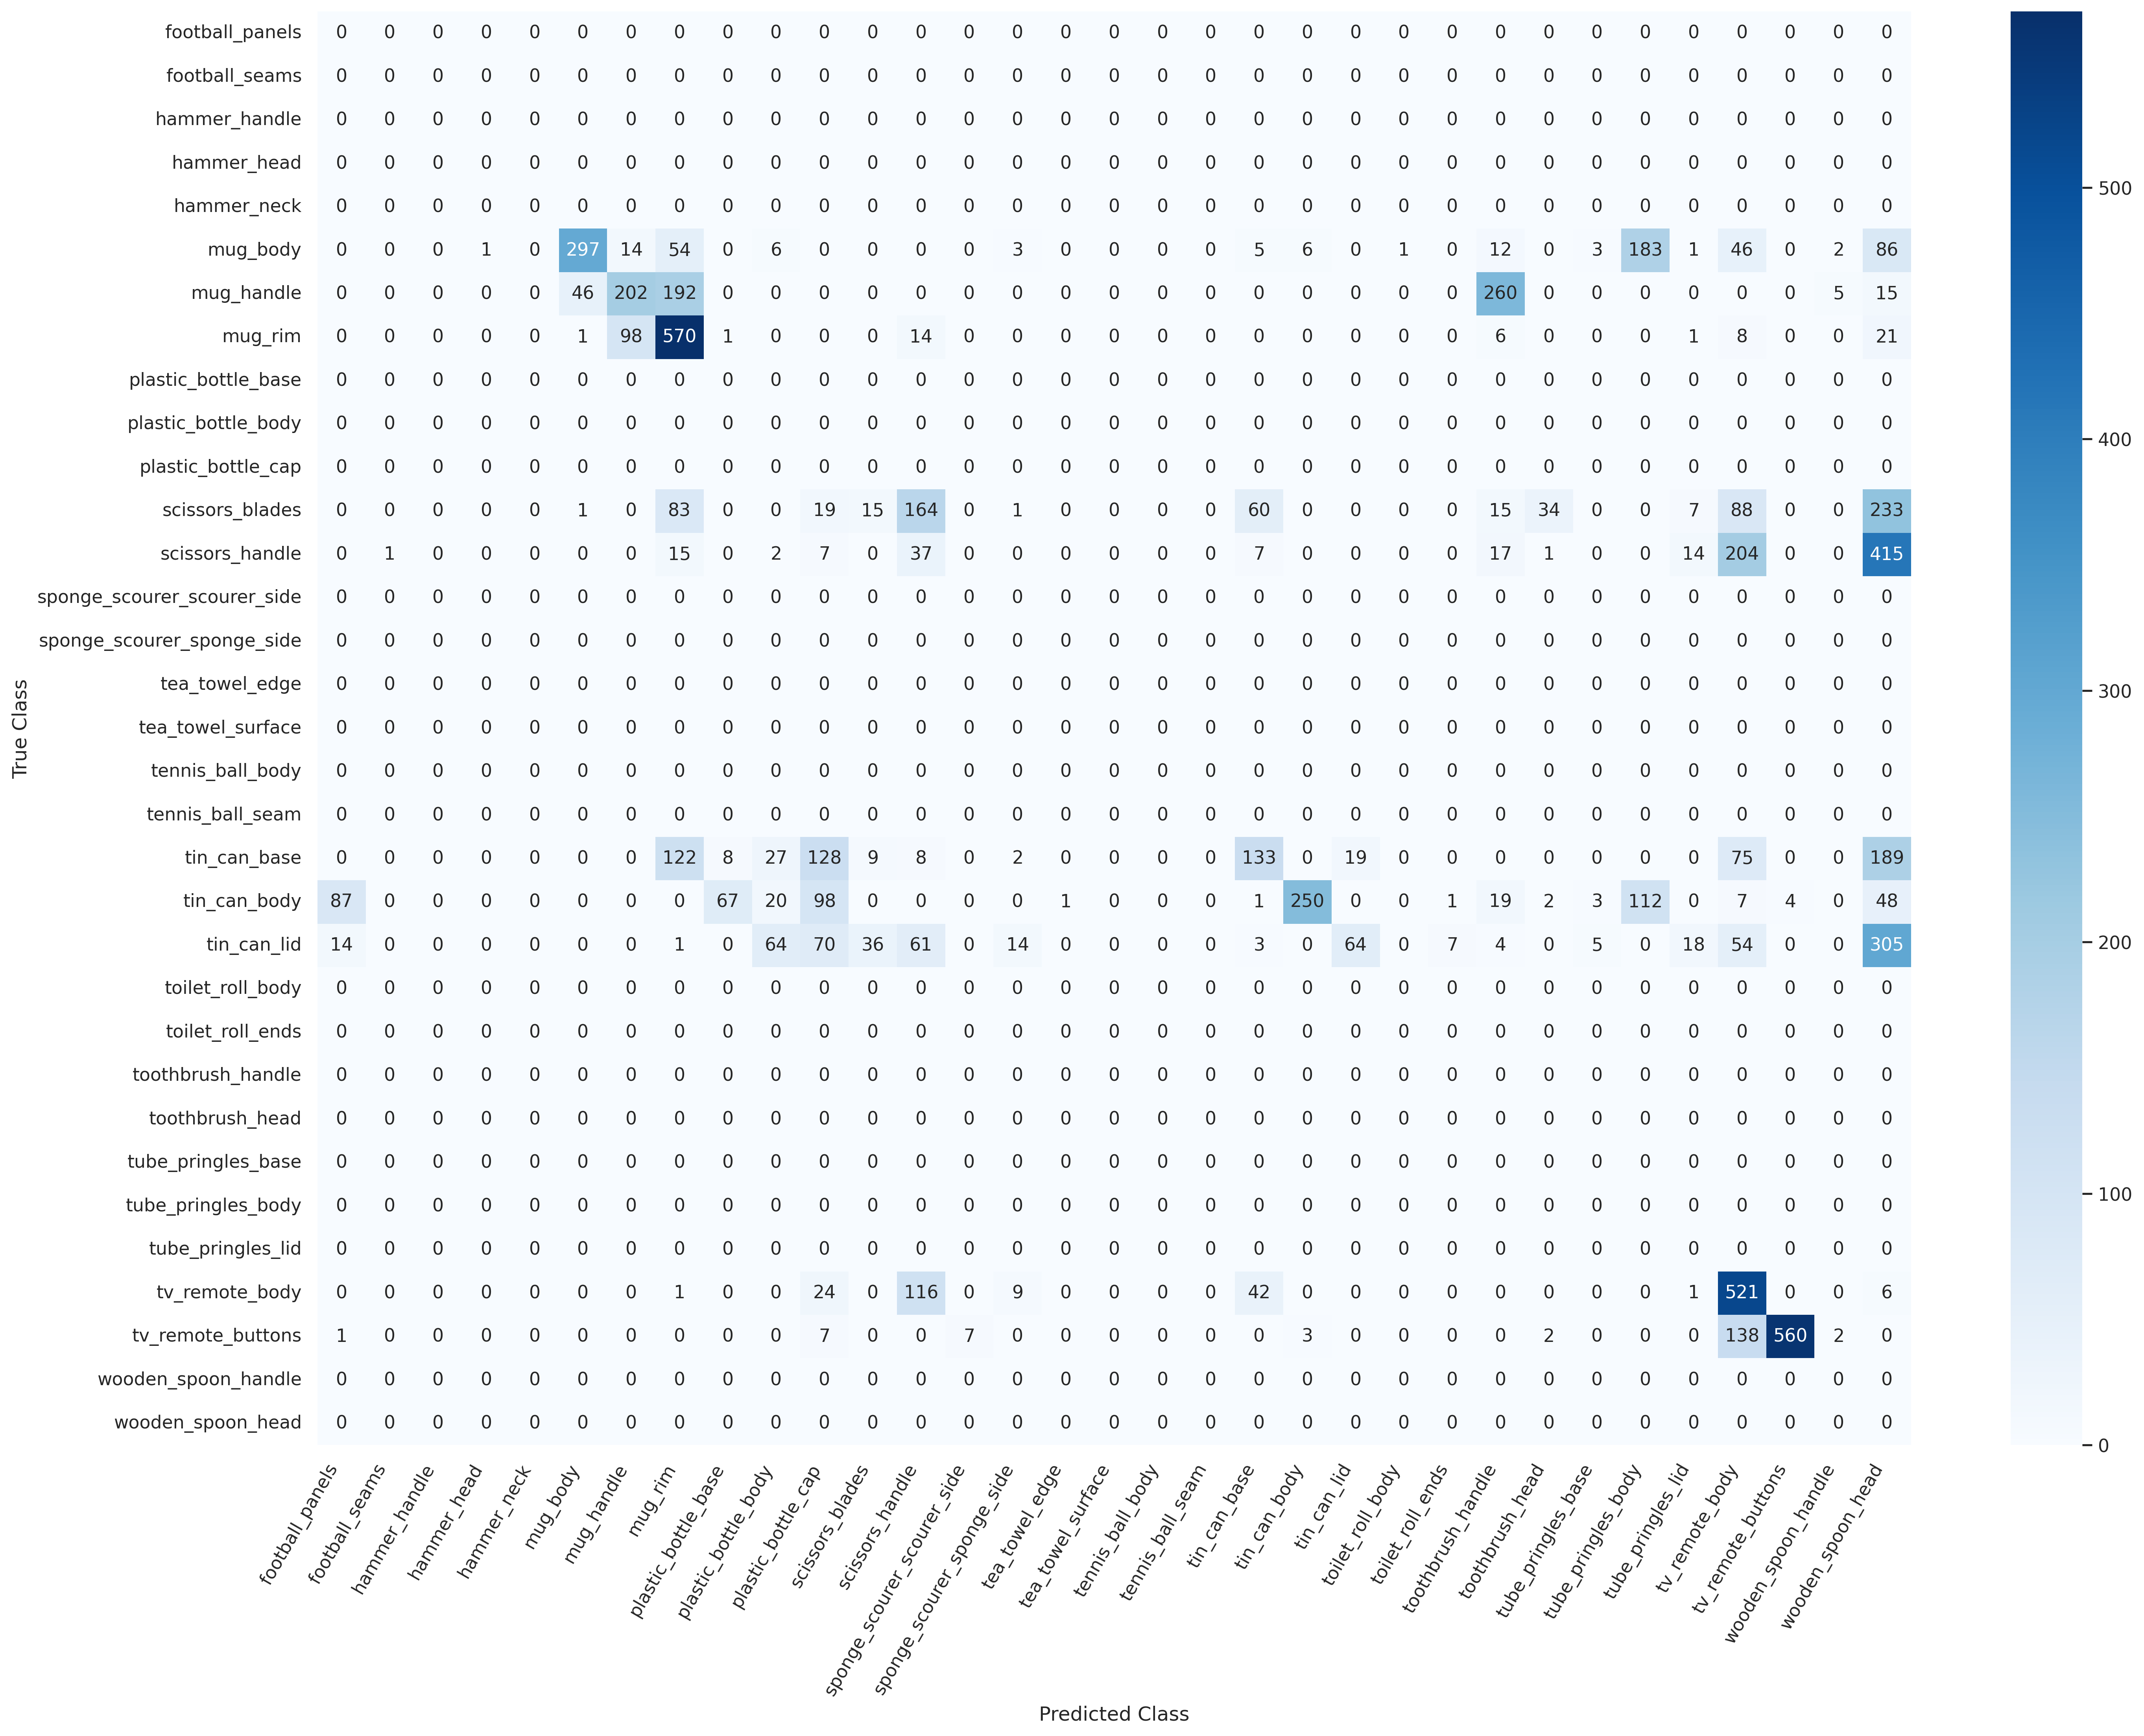 football_panels 0 0 0 0 0 0 0 0 0 0 0 0 0 0 0 0 0 0 0 0 0 0 0 0 0 0 0 0 0 0 0 0 0
football_seams 0 0 0 0 0 0 0 0 0 0 0 0 0 0 0 0 0 0 0 0 0 0 0 0 0 0 0 0 0 0 0 0 0
hammer_handle 0 0 0 0 0 0 0 0 0 0 0 0 0 0 0 0 0 0 0 0 0 0 0 0 0 0 0 0 0 0 0 0 0
hammer_head 0 0 0 0 0 0 0 0 0 0 0 0 0 0 0 0 0 0 0 0 0 0 0 0 0 0 0 0 0 0 0 0 0
hammer_neck 0 0 0 0 0 0 0 0 0 0 0 0 0 0 0 0 0 0 0 0 0 0 0 0 0 0 0 0 0 0 0 0 0
mug_body 0 0 0 1 0 297 14 54 0 6 0 0 0 0 3 0 0 0 0 5 6 0 1 0 12 0 3 183 1 46 0 2 86
mug_handle 0 0 0 0 0 46 202 192 0 0 0 0 0 0 0 0 0 0 0 0 0 0 0 0 260 0 0 0 0 0 0 5 15
mug_rim 0 0 0 0 0 1 98 570 1 0 0 0 14 0 0 0 0 0 0 0 0 0 0 0 6 0 0 0 1 8 0 0 21
plastic_bottle_base 0 0 0 0 0 0 0 0 0 0 0 0 0 0 0 0 0 0 0 0 0 0 0 0 0 0 0 0 0 0 0 0 0
plastic_bottle_body 0 0 0 0 0 0 0 0 0 0 0 0 0 0 0 0 0 0 0 0 0 0 0 0 0 0 0 0 0 0 0 0 0
plastic_bottle_cap 0 0 0 0 0 0 0 0 0 0 0 0 0 0 0 0 0 0 0 0 0 0 0 0 0 0 0 0 0 0 0 0 0
scissors_blades 0 0 0 0 0 1 0 83 0 0 19 15 164 0 1 0 0 0 0 60 0 0 0 0 15 34 0 0 7 88 0 0 233
scissors_handle 0 1 0 0 0 0 0 15 0 2 7 0 37 0 0 0 0 0 0 7 0 0 0 0 17 1 0 0 14 204 0 0 415
sponge_scourer_scourer_side 0 0 0 0 0 0 0 0 0 0 0 0 0 0 0 0 0 0 0 0 0 0 0 0 0 0 0 0 0 0 0 0 0
sponge_scourer_sponge_side 0 0 0 0 0 0 0 0 0 0 0 0 0 0 0 0 0 0 0 0 0 0 0 0 0 0 0 0 0 0 0 0 0
tea_towel_edge 0 0 0 0 0 0 0 0 0 0 0 0 0 0 0 0 0 0 0 0 0 0 0 0 0 0 0 0 0 0 0 0 0
tea_towel_surface 0 0 0 0 0 0 0 0 0 0 0 0 0 0 0 0 0 0 0 0 0 0 0 0 0 0 0 0 0 0 0 0 0
tennis_ball_body 0 0 0 0 0 0 0 0 0 0 0 0 0 0 0 0 0 0 0 0 0 0 0 0 0 0 0 0 0 0 0 0 0
tennis_ball_seam 0 0 0 0 0 0 0 0 0 0 0 0 0 0 0 0 0 0 0 0 0 0 0 0 0 0 0 0 0 0 0 0 0
tin_can_base 0 0 0 0 0 0 0 122 8 27 128 9 8 0 2 0 0 0 0 133 0 19 0 0 0 0 0 0 0 75 0 0 189
tin_can_body 87 0 0 0 0 0 0 0 67 20 98 0 0 0 0 1 0 0 0 1 250 0 0 1 19 2 3 112 0 7 4 0 48
tin_can_lid 14 0 0 0 0 0 0 1 0 64 70 36 61 0 14 0 0 0 0 3 0 64 0 7 4 0 5 0 18 54 0 0 305
toilet_roll_body 0 0 0 0 0 0 0 0 0 0 0 0 0 0 0 0 0 0 0 0 0 0 0 0 0 0 0 0 0 0 0 0 0
toilet_roll_ends 0 0 0 0 0 0 0 0 0 0 0 0 0 0 0 0 0 0 0 0 0 0 0 0 0 0 0 0 0 0 0 0 0
toothbrush_handle 0 0 0 0 0 0 0 0 0 0 0 0 0 0 0 0 0 0 0 0 0 0 0 0 0 0 0 0 0 0 0 0 0
toothbrush_head 0 0 0 0 0 0 0 0 0 0 0 0 0 0 0 0 0 0 0 0 0 0 0 0 0 0 0 0 0 0 0 0 0
tube_pringles_base 0 0 0 0 0 0 0 0 0 0 0 0 0 0 0 0 0 0 0 0 0 0 0 0 0 0 0 0 0 0 0 0 0
tube_pringles_body 0 0 0 0 0 0 0 0 0 0 0 0 0 0 0 0 0 0 0 0 0 0 0 0 0 0 0 0 0 0 0 0 0
tube_pringles_lid 0 0 0 0 0 0 0 0 0 0 0 0 0 0 0 0 0 0 0 0 0 0 0 0 0 0 0 0 0 0 0 0 0
tv_remote_body 0 0 0 0 0 0 0 1 0 0 24 0 116 0 9 0 0 0 0 42 0 0 0 0 0 0 0 0 1 521 0 0 6
tv_remote_buttons 1 0 0 0 0 0 0 0 0 0 7 0 0 7 0 0 0 0 0 0 3 0 0 0 0 2 0 0 0 138 560 2 0
wooden_spoon_handle 0 0 0 0 0 0 0 0 0 0 0 0 0 0 0 0 0 0 0 0 0 0 0 0 0 0 0 0 0 0 0 0 0
wooden_spoon_head 0 0 0 0 0 0 0 0 0 0 0 0 0 0 0 0 0 0 0 0 0 0 0 0 0 0 0 0 0 0 0 0 0
True Class
football_panels
football_seams
hammer_handle
hammer_head
hammer_neck
mug_body
mug_handle
mug_rim
plastic_bottle_base
plastic_bottle_body
plastic_bottle_cap
scissors_blades
scissors_handle
sponge_scourer_scourer_side
sponge_scourer_sponge_side
tea_towel_edge
tea_towel_surface
tennis_ball_body
tennis_ball_seam
tin_can_base
tin_can_body
tin_can_lid
toilet_roll_body
toilet_roll_ends
toothbrush_handle
toothbrush_head
tube_pringles_base
tube_pringles_body
tube_pringles_lid
tv_remote_body
tv_remote_buttons
wooden_spoon_handle
wooden_spoon_head
Predicted Class
500
400
300
200
100
0